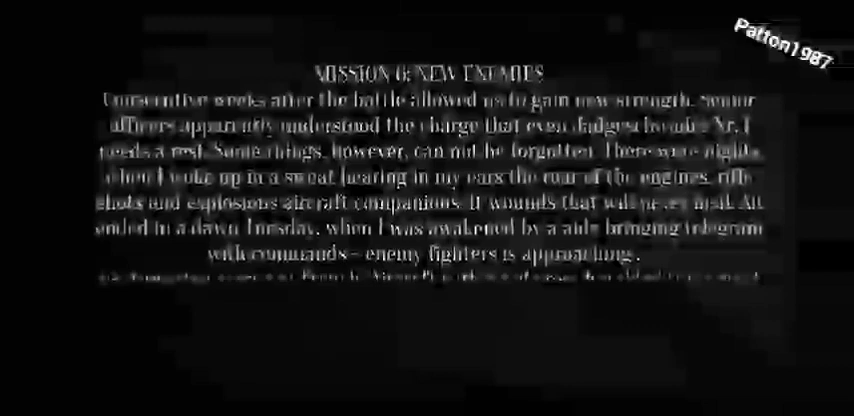 Patton1987
MISSION 6: NEW ENEMIES
Consecutive weeks after the battle allowed us to gain new strength. Senior
officers apparently understood the charge that even
needs a rest. Some things, however, can not be forgotten. There were nights,
when I woke up in a sweat hearing in my ears the roar of the engines, rifle
shots and explosions aircraft companions. It wounds that will never heal. All
ended in a dawn Tuesday, when I was awakened by a aide bringing telegram
with commands - enemy fighters is approaching.